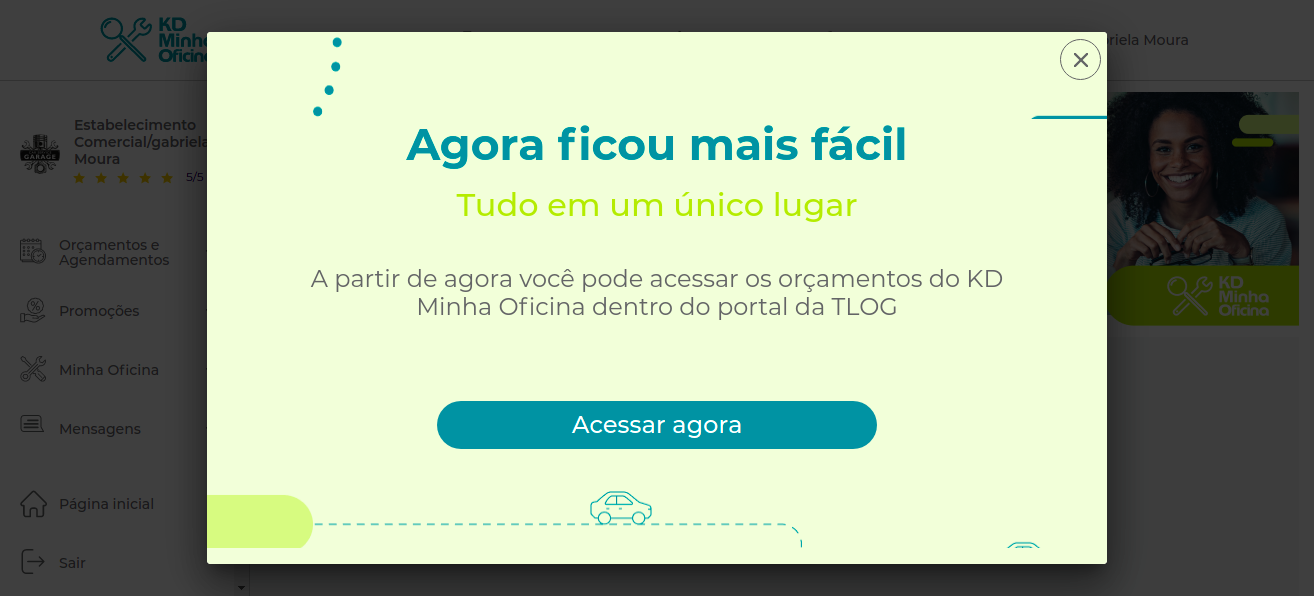 KD
Minha
Oficina
riela Moura
Estabelecimento
Comercial/gabriela
Moura
GARAGE
5/5
Orçamentos e
Agendamentos
Promoções
Minha Oficina
Mensagens
Página inicial
Sair
Agora ficou mais fácil
Tudo em um único lugar
A partir de agora você pode acessar os orçamentos do KD
Minha Oficina dentro do portal da TLOG
Acessar agora
KD
Minha
Oficina